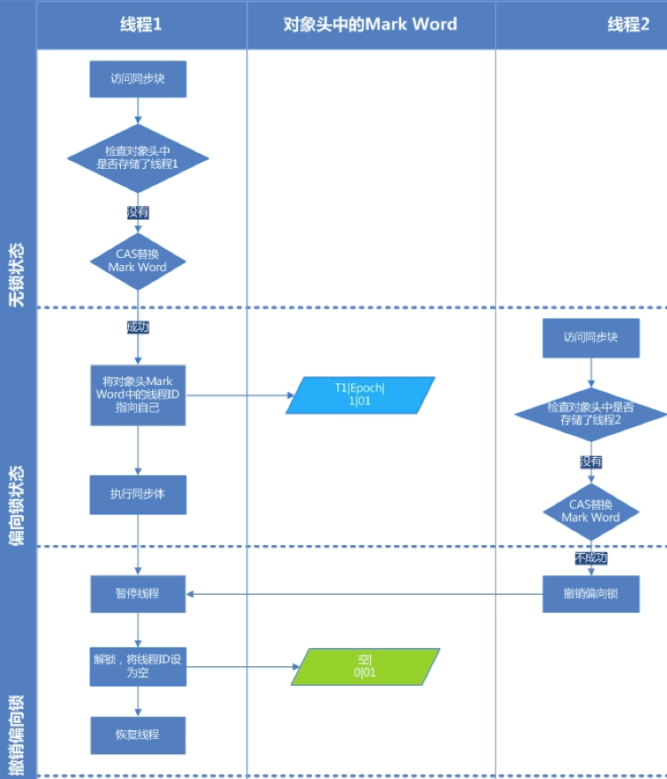 线程1
对象头中的Mark Word
线程2
无锁状态
访问同步块
检查对象头中
是否存储了线程1
没有
CAS替换
Mark Word
偏向锁状态
成功
将对象头Mark
Word中的线程ID
指向自己
T1|Epoch|
1|01
执行同步体
访问同步块
检查对象头中是否
存储了线程2
没有
CAS替换
Mark Word
不成功
撤销偏向锁
撤销偏向锁
暂停线程
解锁，将线程ID设
为空
空|
0|01
恢复线程